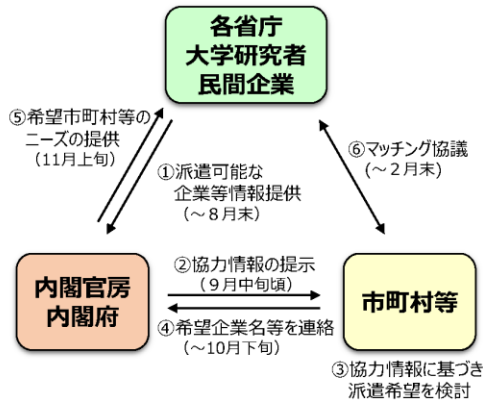 各省庁
大学研究者
民間企業
⑤希望市町村等の
ニーズの提供
（11月上旬）
①派遣可能な
企業等情報提供
（～８月末）
⑥マッチング協議
（～２月末）
内閣官房
内閣府
②協力情報の提示
（９月中旬頃）
④希望企業名等を連絡
（～10月下旬）
市町村等
③協力情報に基づき
派遣希望を検討